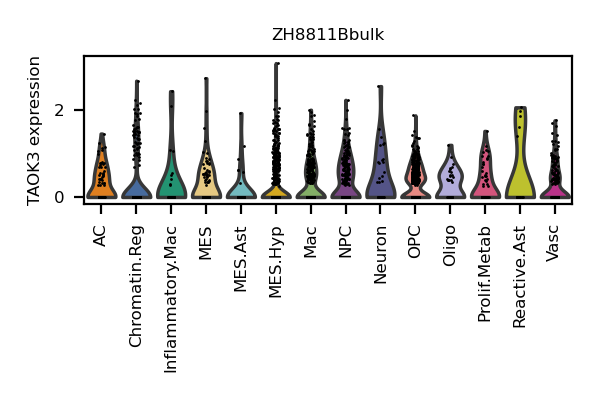 ZH8811Bbulk
TAOK3 expression
2
0
AC
Chromatin.Reg
Inflammatory.Mac
MES
MES.Ast
MES.Hyp
Mac
NPC
Neuron
OPC
Oligo
Prolif.Metab
Reactive.Ast
Vasc